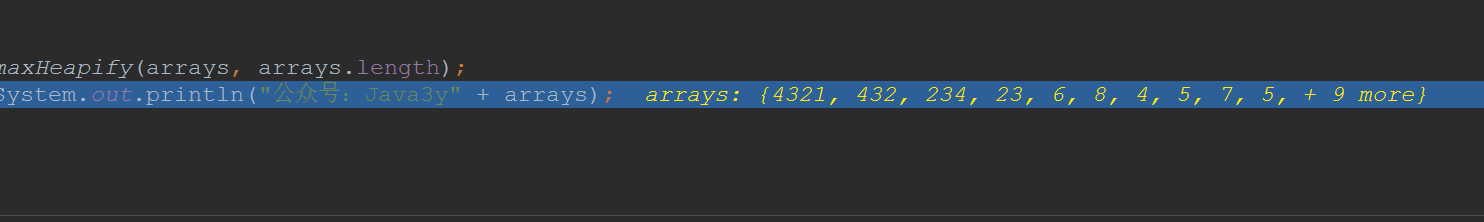 maxHeapify(arrays, arrays.length);
System.out.println("公众号：Java3y" + arrays); arrays: {4321, 432, 234, 23, 6, 8, 4, 5, 7, 5, + 9 more}